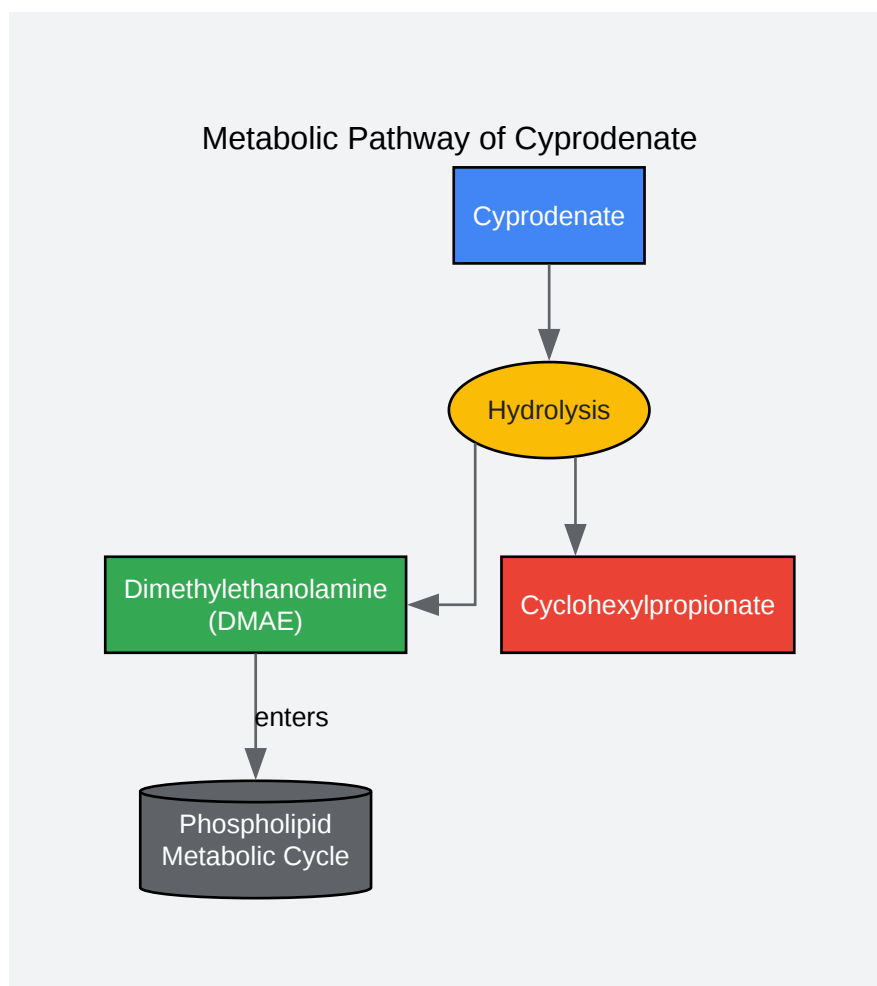 Metabolic Pathway of Cyprodenate
Cyprodenate
Hydrolysis
Dimethylethanolamine
(DMAE)
Cyclohexylpropionate
enters
Phospholipid
Metabolic Cycle